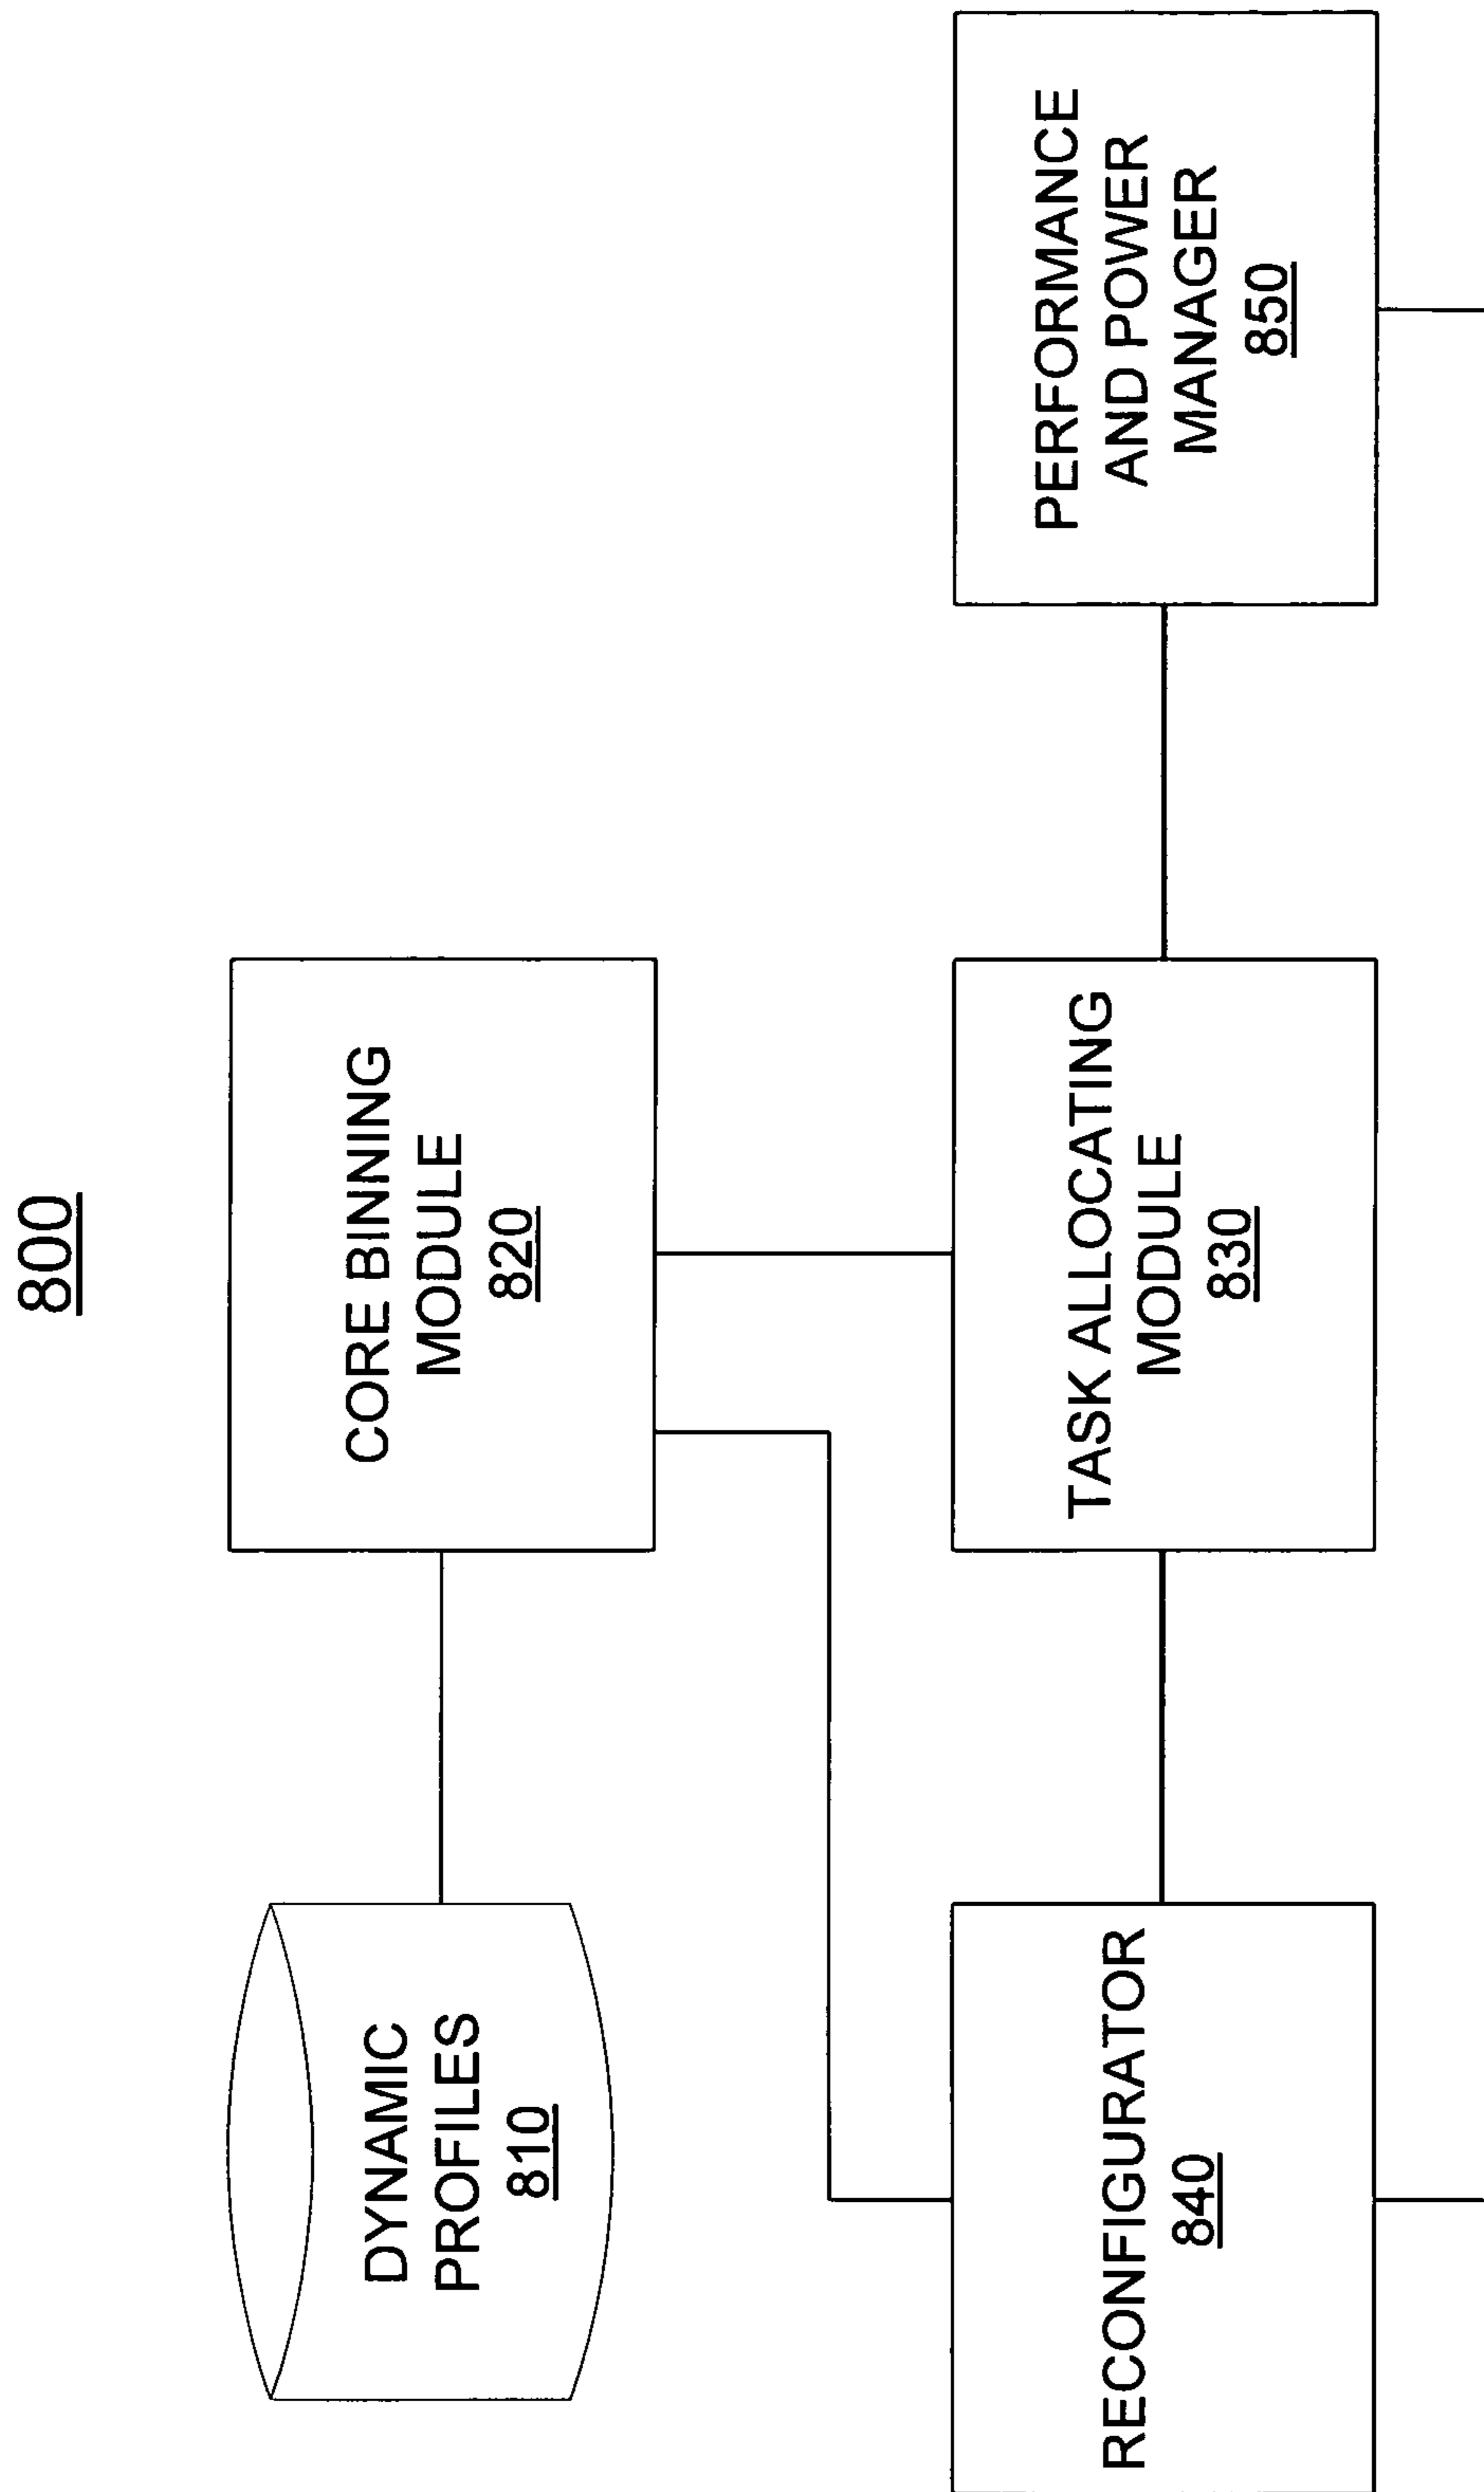 800
DYNAMIC
PROFILES
810
CORE BINNING
MODULE
820
RECONFIGURATOR
840
TASK ALLOCATING
MODULE
830
PERFORMANCE
AND POWER
MANAGER
850